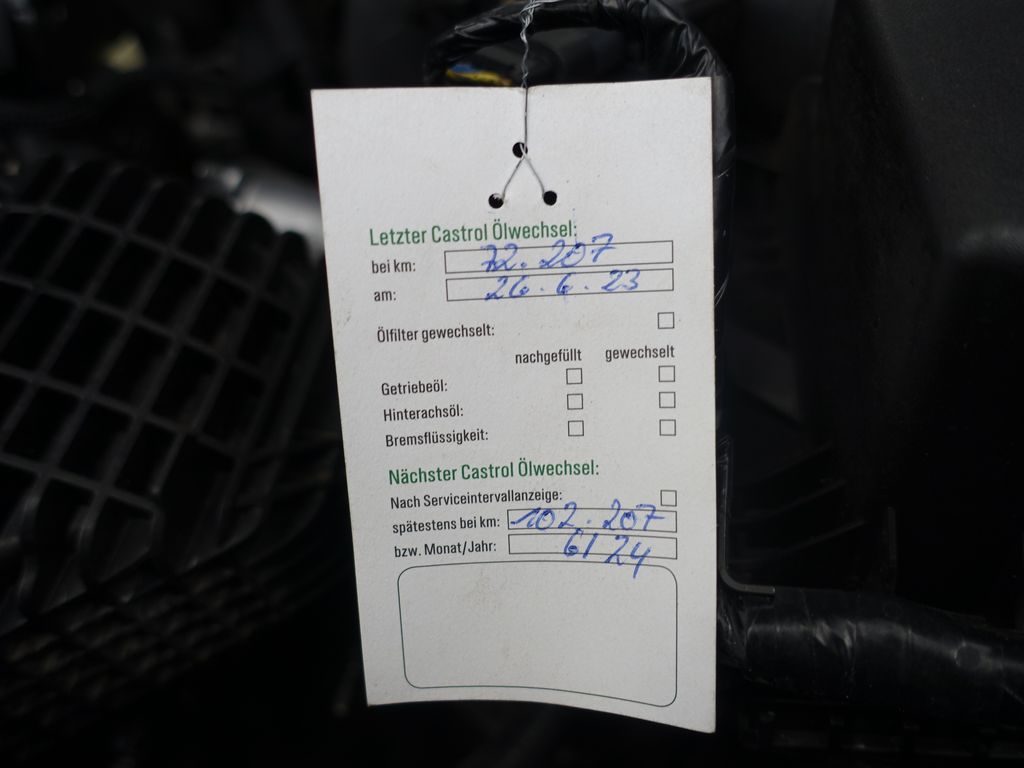 Letzter Castrol Ölwechsel:
bei km: 72.207
am: 26.6.23
Ölfilter gewechselt:
nachgefüllt gewechselt
Getriebeöl:
Hinterachsöl:
Bremsflüssigkeit:
Nächster Castrol Ölwechsel:
Nach Serviceintervallanzeige:
spätestens bei km: 102.207
bzw. Monat/Jahr: 6/24